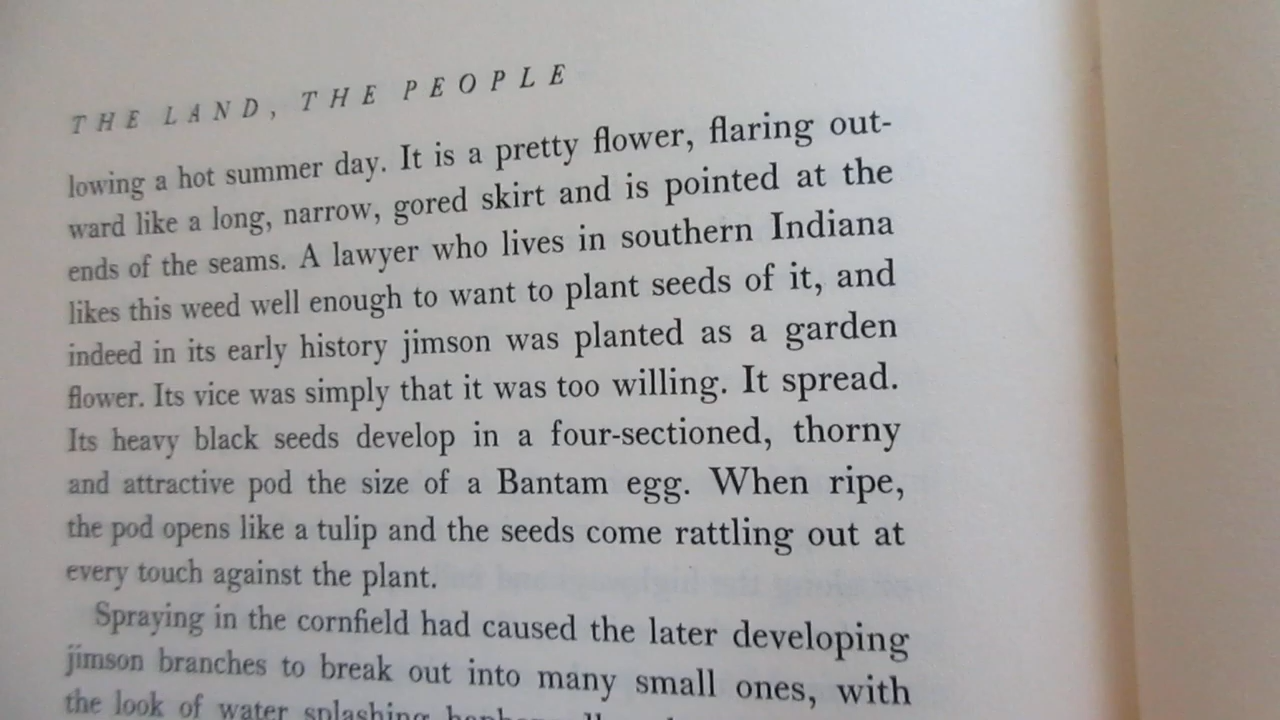 THE LAND, THE PEOPLE
lowing a hot summer day. It is a pretty flower, flaring out-
ward like a long, narrow, gored skirt and is pointed at the
ends of the seams. A lawyer who lives in southern Indiana
likes this weed well enough to want to plant seeds of it, and
indeed in its early history jimson was planted as a garden
flower. Its vice was simply that it was too willing. It spread.
Its heavy black seeds develop in a four-sectioned, thorny
and attractive pod the size of a Bantam egg. When ripe,
the pod opens like a tulip and the seeds come rattling out at
every touch against the plant.
Spraying in the cornfield had caused the later developing
jimson branches to break out into many small ones, with
the look of water splashing